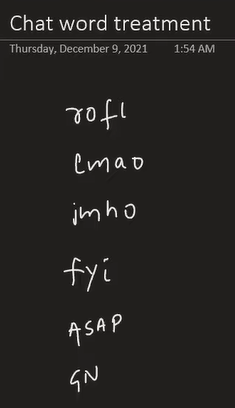 Chat word treatment
Thursday, December 9, 2021 1:54 AM
rofl
lmao
imho
fyi
ASAP
GN